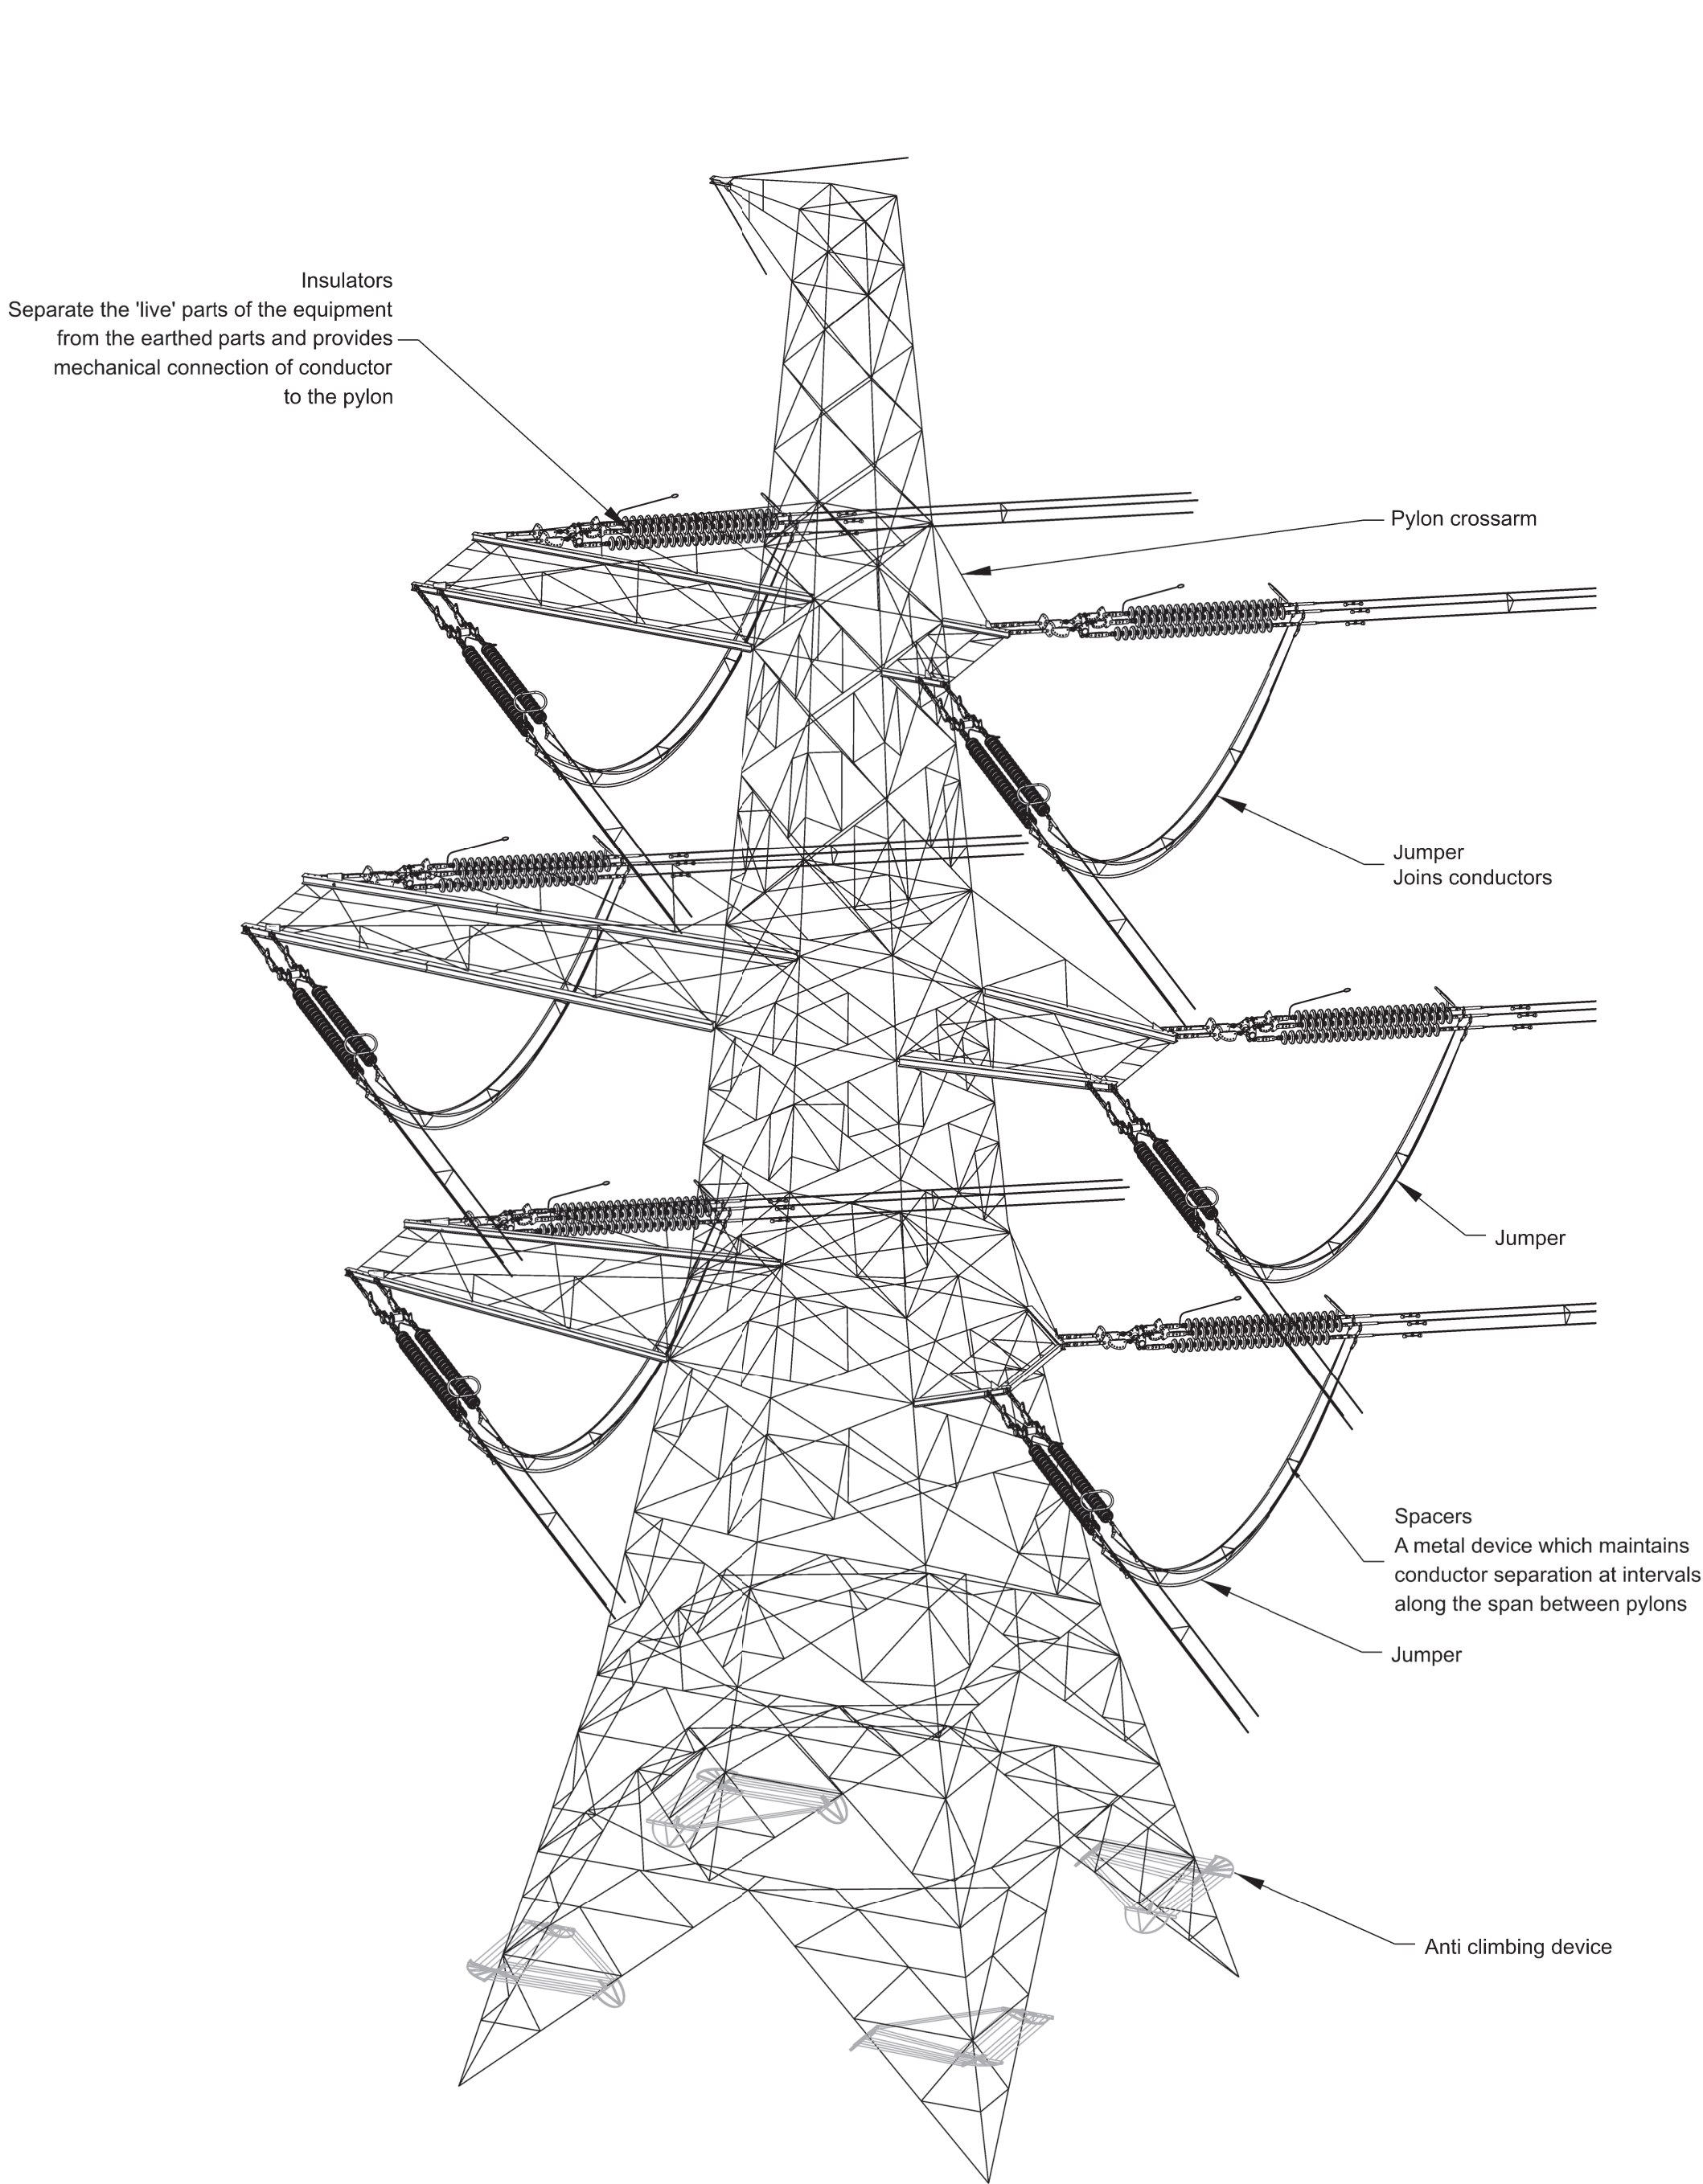 Insulators
Separate the 'live' parts of the equipment
from the earthed parts and provides
mechanical connection of conductor
to the pylon
Pylon crossarm
Jumper
Joins conductors
Jumper
Spacers
A metal device which maintains
conductor separation at intervals
along the span between pylons
Jumper
Anti climbing device